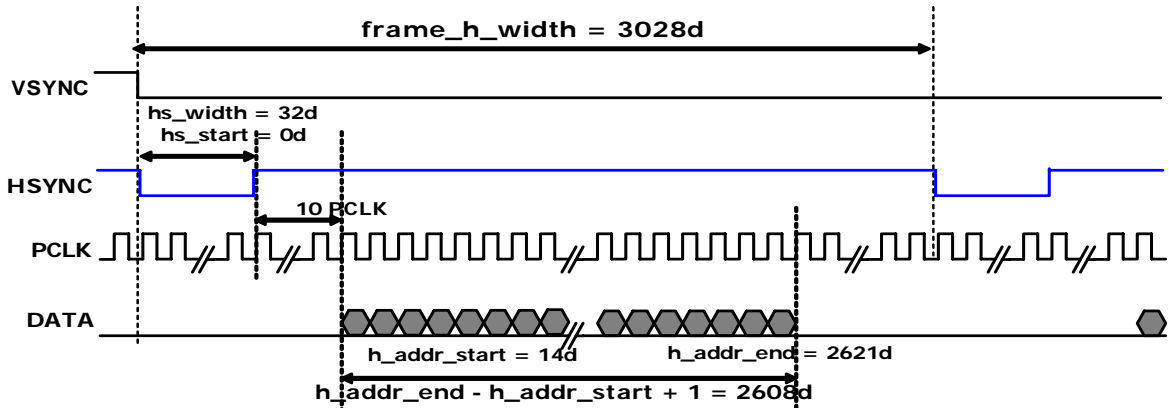 frame_h_width = 3028d
VSYNC
hs_width = 32d
hs_start = 0d
HSYNC
10 PCLK
PCLK
DATA
h_addr_start = 14d
h_addr_end = 2621d
h_addr_end - h_addr_start + 1 = 2608d